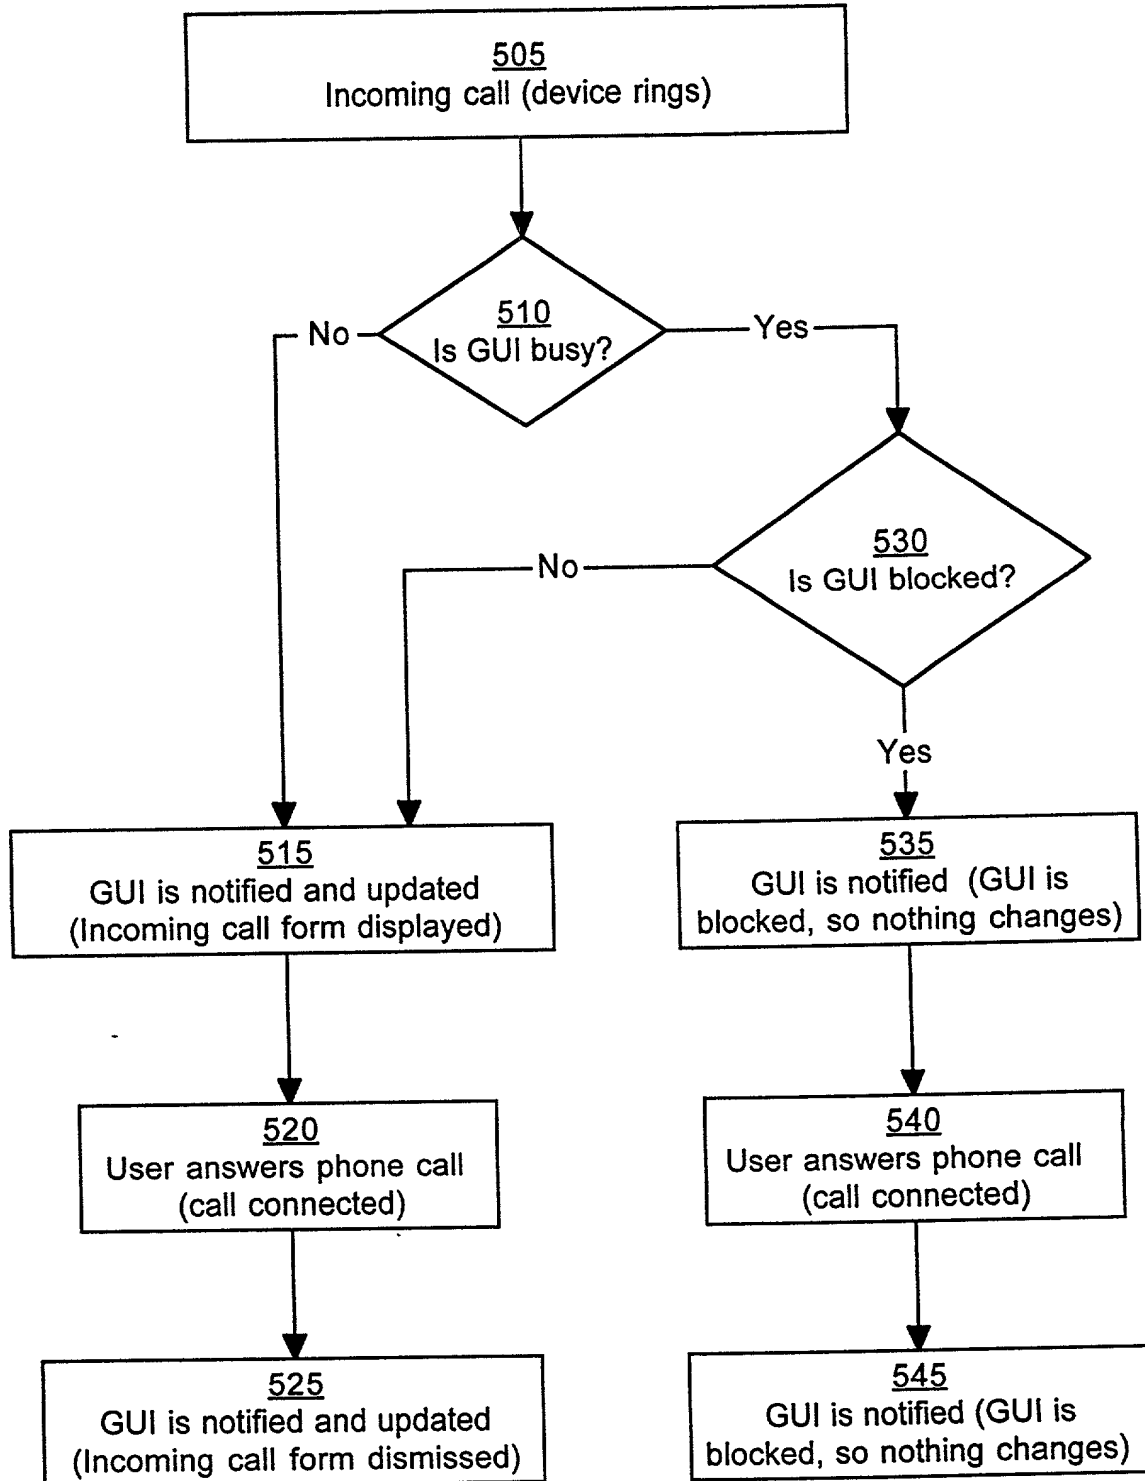 505
Incoming call (device rings)
510
Is GUI busy?
No
Yes
530
Is GUI blocked?
No
Yes
515
GUI is notified and updated
(Incoming call form displayed)
535
GUI is notified (GUI is
blocked, so nothing changes)
520
User answers phone call
(call connected)
540
User answers phone call
(call connected)
525
GUI is notified and updated
(Incoming call form dismissed)
545
GUI is notified (GUI is
blocked, so nothing changes)